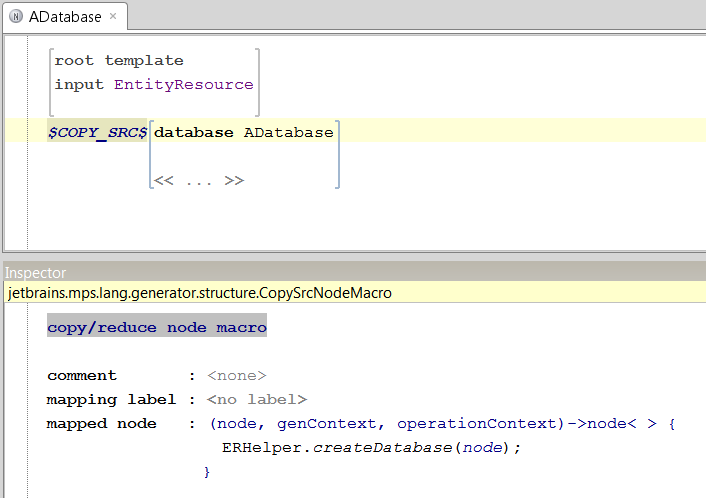 N ADatabase ×
root template
input EntityResource
$COPY_SRC$ database ADatabase
<< ... >>
Inspector
jetbrains.mps.lang.generator.structure.CopySrcNodeMacro
copy/reduce node macro
comment : <none>
mapping label : <no label>
mapped node : (node, genContext, operationContext)->node< > {
ERHelper.createDatabase(node);
}